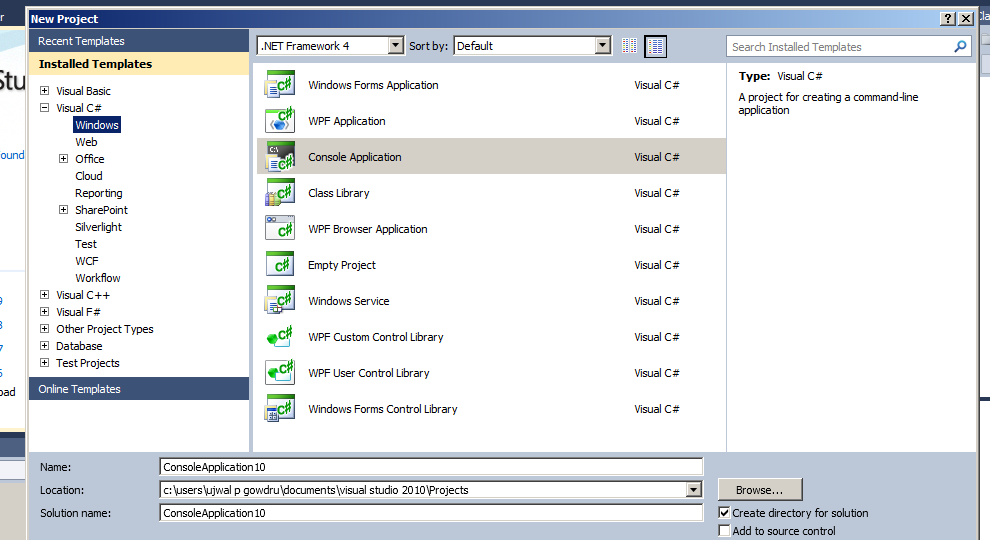 New Project
Recent Templates
Installed Templates
Visual Basic
Visual C#
Windows
Web
Office
Cloud
Reporting
SharePoint
Silverlight
Test
WCF
Workflow
Visual C++
Visual F#
Other Project Types
Database
Test Projects
Online Templates
.NET Framework 4
Sort by: Default
Search Installed Templates
Windows Forms Application Visual C#
WPF Application Visual C#
Console Application Visual C#
Class Library Visual C#
WPF Browser Application Visual C#
Empty Project Visual C#
Windows Service Visual C#
WPF Custom Control Library Visual C#
WPF User Control Library Visual C#
Windows Forms Control Library Visual C#
Type: Visual C#
A project for creating a command-line
application
Name: ConsoleApplication10
Location: c:\users\ujwal p gowdru\documents\visual studio 2010\Projects
Browse...
Solution name: ConsoleApplication10
Create directory for solution
Add to source control